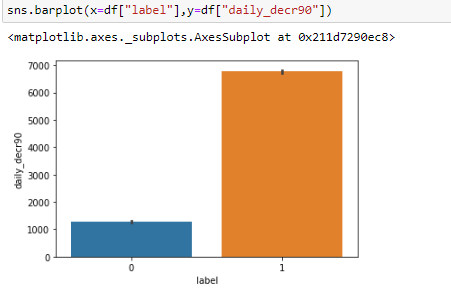 sns.barplot(x=df["label"],y=df["daily_decr90"])
<matplotlib.axes._subplots.AxesSubplot at 0x211d7290ec8>
7000
6000
5000
4000
3000
2000
1000
0
daily_decr90
0 1
label